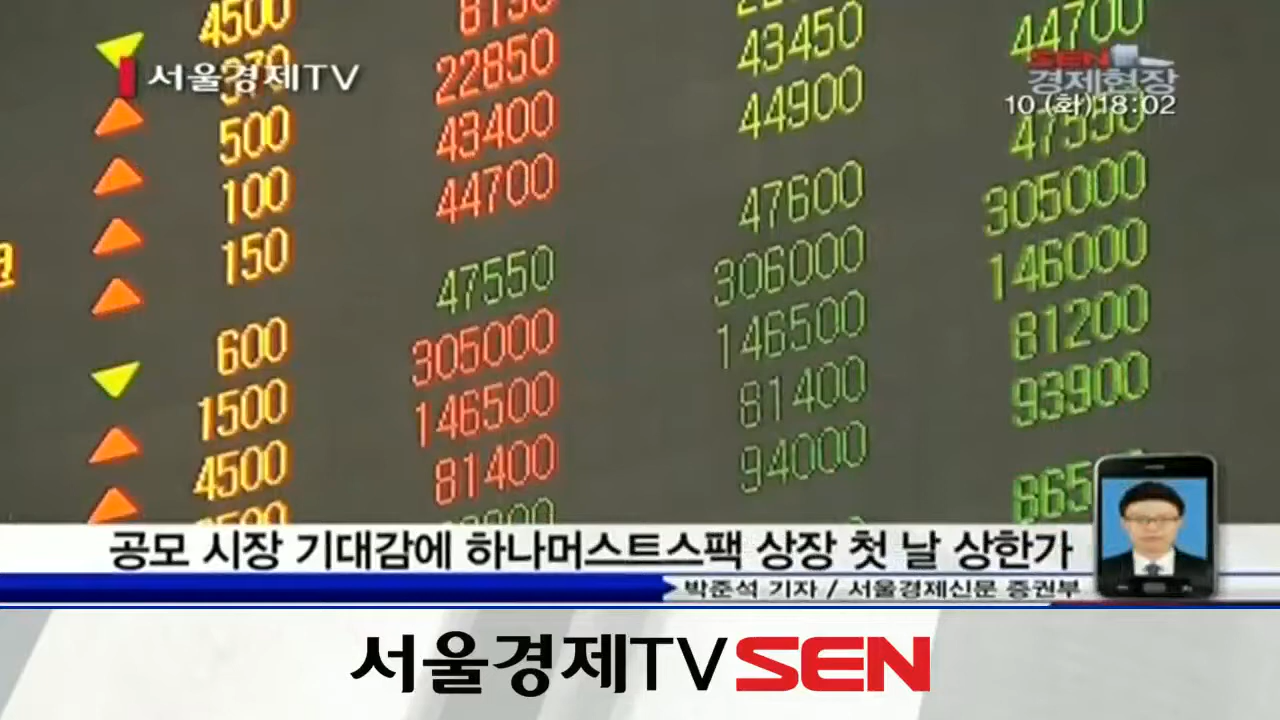 4500 8150 44700
서울경제TV
370 22850 43450
SEN 경제현장
10 (화) 18:02
500 43400 44900 47550
100 44700 47600 305000
150 47550 306000 146000
600 305000 146500 81200
1500 146500 81400 93900
4500 81400 94000
공모 시장 기대감에 하나머스트스팩 상장 첫 날 상한가
박준석 기자 / 서울경제신문 증권부
서울경제TV SEN